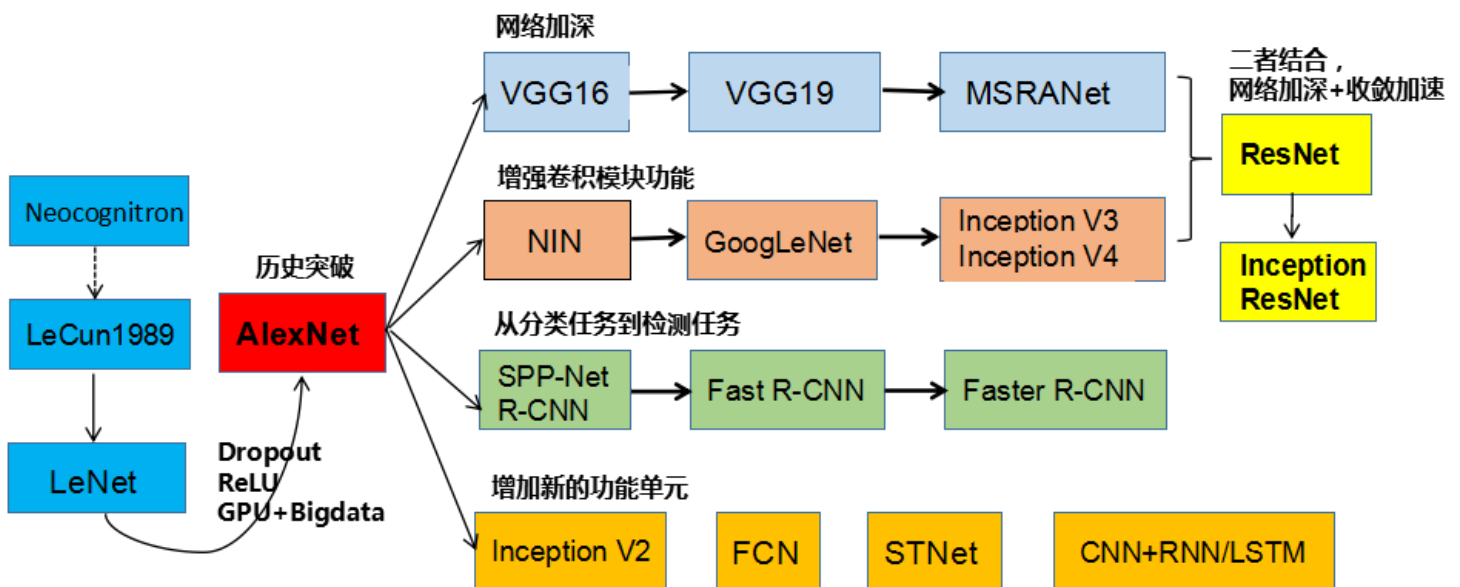 网络加深
VGG16
VGG19
MSRANet
二者结合，
网络加深+收敛加速
ResNet
Inception
ResNet
增强卷积模块功能
NIN
GoogLeNet
Inception V3
Inception V4
Neocognitron
LeCun1989
LeNet
历史突破
AlexNet
Dropout
ReLU
GPU+Bigdata
从分类任务到检测任务
SPP-Net
R-CNN
Fast R-CNN
Faster R-CNN
增加新的功能单元
Inception V2
FCN
STNet
CNN+RNN/LSTM